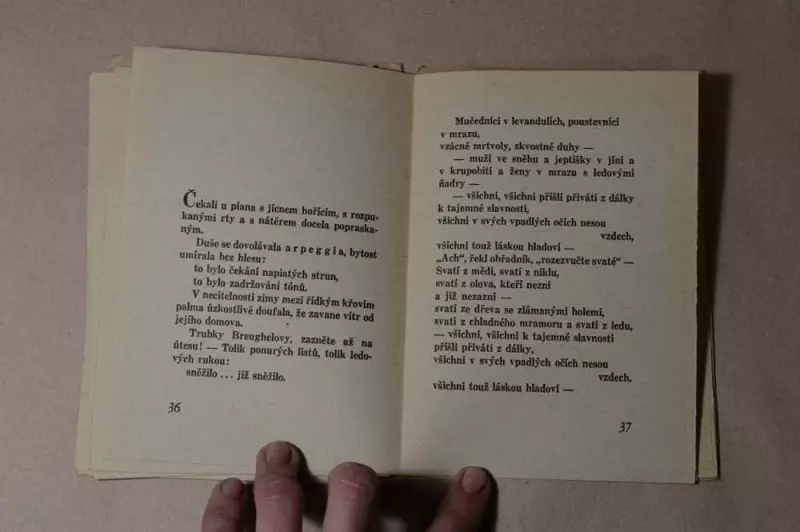 Čekali u piana s jícnem hořícím, s rozpu-
kanými rty a s nátěrem docela popraska-
ným.
Duše se dovolávala arpeggia, bytost
umírala bez hlesu:
to bylo čekání napiatých strun,
to bylo zadržování tónů.
V necitelnosti zimy mezi řídkým křovím
palma úzkostlivě doufala, že zavane vítr od
jejího domova.
Trubky Breughelovy, zazněte až na
útesu! — Tolik ponurých listů, tolik ledo-
vých rukou:
sněžilo ... již sněžilo.
36
Mučedníci v levandulích, poustevníci
v mrazu,
vzácné mrtvoly, skvostné duhy —
— muži ve sněhu a jeptišky v jíní a
v krupobití a ženy v mrazu s ledovými
ňadry —
— všichni, všichni přišli přiváti z dálky
k tajemné slavnosti,
všichni v svých vpadlých očích nesou
vzdech,
všichni touž láskou hladoví —
„Ach“, řekl obřadník, „rozezvučte svaté“ —
Svatí z mědi, svatí z niklu,
svatí z olova, kteří nezní
a již nezazní —
svatí ze dřeva se zlámanými holemi,
svatí z chladného mramoru a svatí z ledu,
— všichni, všichni k tajemné slavnosti
přišli přiváti z dálky,
všichni v svých vpadlých očích nesou
vzdech,
všichni touž láskou hladoví —
37